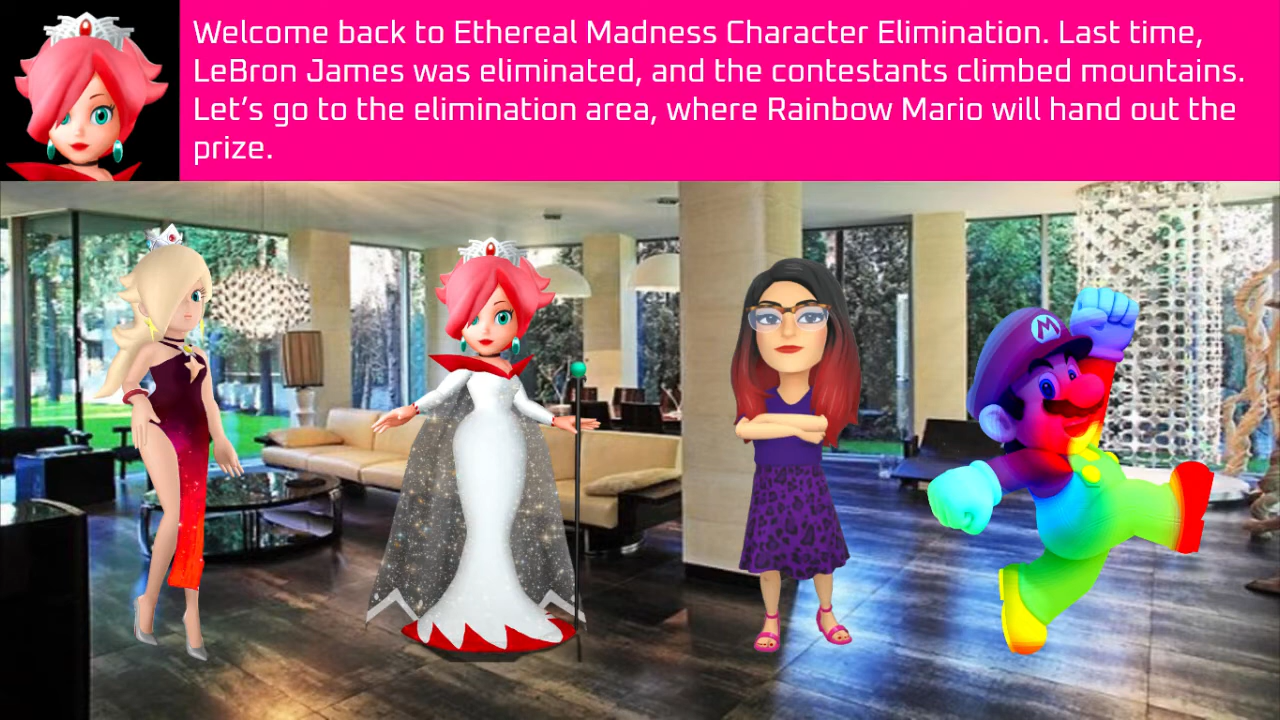 Welcome back to Ethereal Madness Character Elimination. Last time,
LeBron James was eliminated, and the contestants climbed mountains.
Let's go to the elimination area, where Rainbow Mario will hand out the
prize.
M